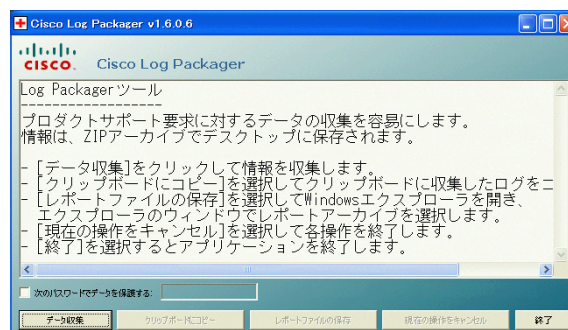 Cisco Log Packager v1.6.0.6
CISCO Cisco Log Packager
Log Packagerツール
------------------
プロダクトサポート要求に対するデータの収集を容易にします。
情報は、ZIPアーカイブでデスクトップに保存されます。
- [データ収集]をクリックして情報を収集します。
- [クリップボードにコピー]を選択してクリップボードに収集したログをコ
- [レポートファイルの保存]を選択してWindowsエクスプローラを開き、
エクスプローラのウィンドウでレポートアーカイブを選択します。
- [現在の操作をキャンセル]を選択して各操作を終了します。
- [終了]を選択するとアプリケーションを終了します。
次のパスワードでデータを保護する:
データ収集 クリップボードにコピー レポートファイルの保存 現在の操作をキャンセル 終了